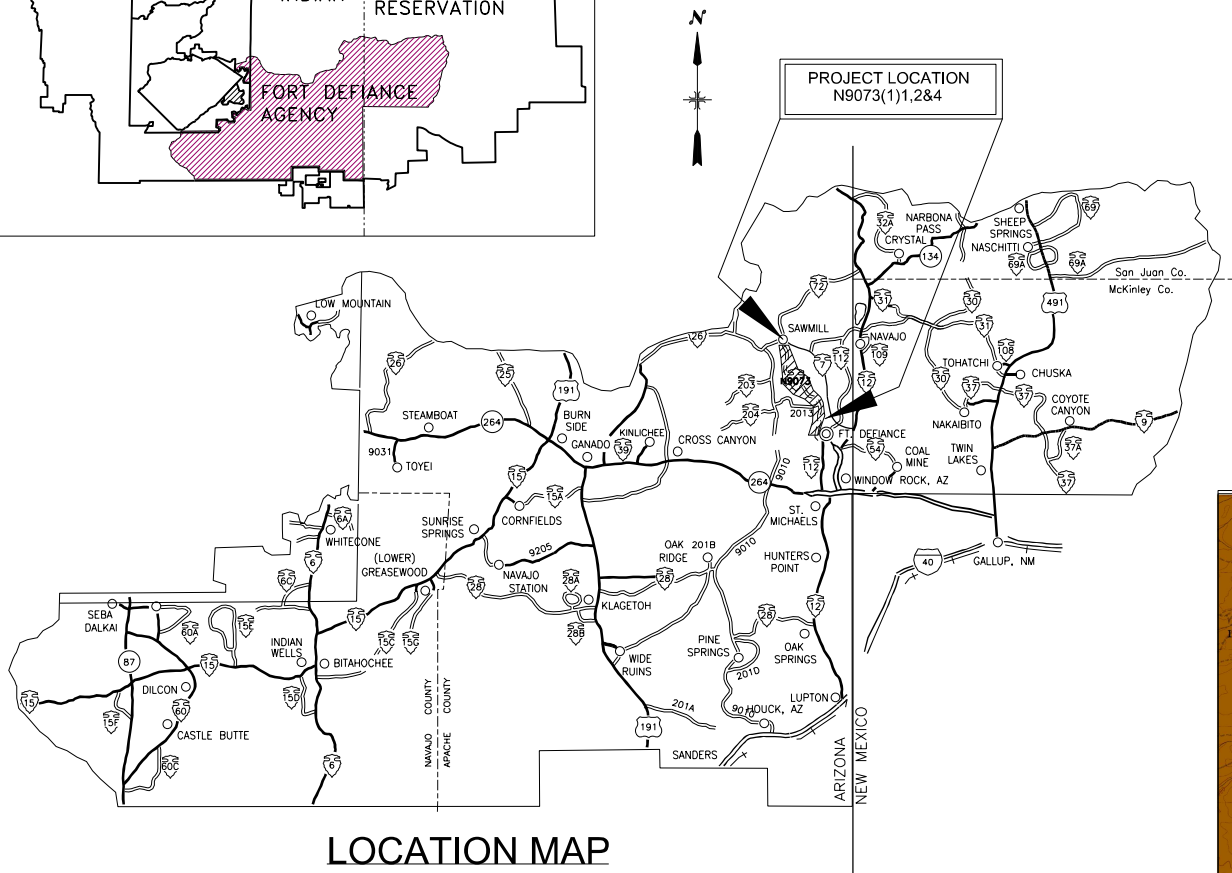 RESERVATION
FORT DEFIANCE
AGENCY
N
PROJECT LOCATION
N9073(1)1,2&4
LOW MOUNTAIN
26
25
191
STEAMBOAT
264
9031
TOYEI
BURN
SIDE
GANADO
39
KINLICHEE
CROSS CANYON
26
203
204
2013
N9073
SAWMILL
72
7
112
NAVAJO
109
12
31
32A
CRYSTAL
NARBONA
PASS
134
SHEEP
SPRINGS
NASCHITTI
69
69A
69A
San Juan Co.
McKinley Co.
491
30
31
TOHATCHI
108
CHUSKA
30
37
37
NAKAIBITO
COYOTE
CANYON
9
37A
37
TWIN
LAKES
FT. DEFIANCE
54
COAL
MINE
112
WINDOW ROCK, AZ
264
9010
ST.
MICHAELS
HUNTERS
POINT
12
40
GALLUP, NM
15
15A
CORNFIELDS
SUNRISE
SPRINGS
(LOWER)
GREASEWOOD
9205
NAVAJO
STATION
28
28A
28B
KLAGETOH
28
OAK
RIDGE
201B
9010
28
PINE
SPRINGS
201D
OAK
SPRINGS
WIDE
RUINS
201A
9010
HOUCK, AZ
LUPTON
SANDERS
191
6A
WHITECONE
6
6C
SEBA
DALKAI
60A
15E
15
15C
15G
INDIAN
WELLS
BITAHOCHEE
87
15
DILCON
15
15D
15F
60
CASTLE BUTTE
60C
6
NAVAJO COUNTY
APACHE COUNTY
ARIZONA
NEW MEXICO
LOCATION MAP